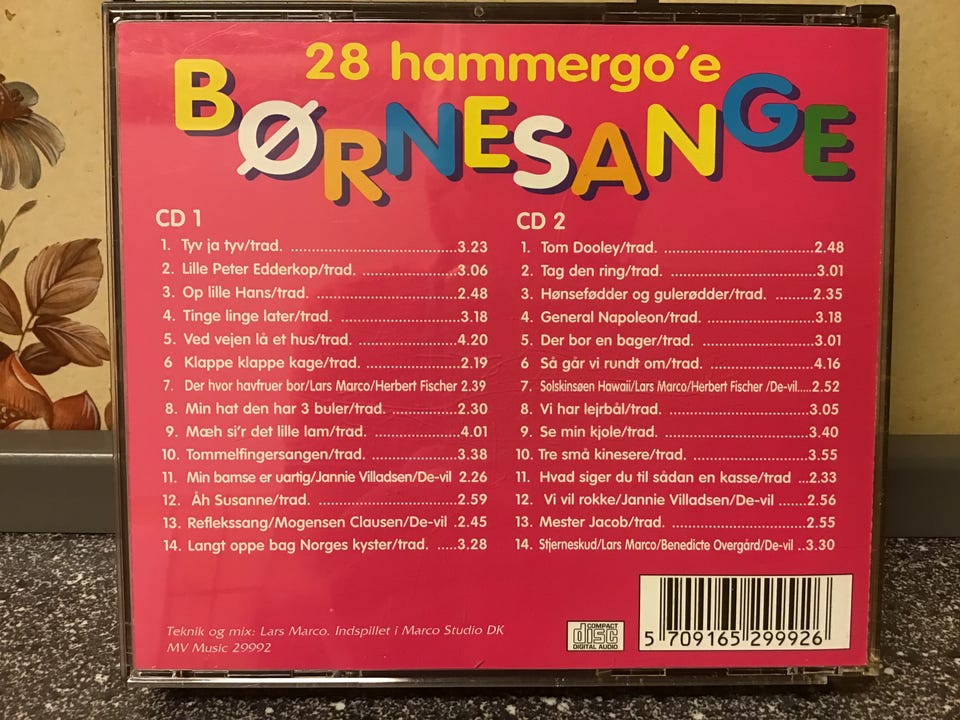 28 hammergo'e
BØRNESANGE
CD 1
1. Tyv ja tyv/trad. ........................................3.23
2. Lille Peter Edderkop/trad. .......................3.06
3. Op lille Hans/trad. ..................................2.48
4. Tinge linge later/trad. ..............................3.18
5. Ved vejen lå et hus/trad. .........................4.20
6 Klappe klappe kage/trad. .......................2.19
7. Der hvor havfruer bor/Lars Marco/Herbert Fischer 2.39
8. Min hat den har 3 buler/trad. .................2.30
9. Mæh si'r det lille lam/trad. ....................4.01
10. Tommelfingersangen/trad. .....................3.38
11. Min bamse er uartig/Jannie Villadsen/De-vil 2.26
12. Åh Susanne/trad. ...................................2.59
13. Reflekssang/Mogensen Clausen/De-vil .2.45
14. Langt oppe bag Norges kyster/trad. .....3.28
CD 2
1. Tom Dooley/trad. .....................................2.48
2. Tag den ring/trad. .....................................3.01
3. Hønsefødder og gulerødder/trad. .........2.35
4. General Napoleon/trad. ..........................3.18
5. Der bor en bager/trad. .............................3.01
6 Så går vi rundt om/trad. ...........................4.16
7. Solskinsøen Hawaii/Lars Marco/Herbert Fischer /De-vil.....2.52
8. Vi har lejrbål/trad. ...................................3.05
9. Se min kjole/trad. .....................................3.40
10. Tre små kinesere/trad. .............................3.55
11. Hvad siger du til sådan en kasse/trad ...2.33
12. Vi vil rokke/Jannie Villadsen/De-vil .......2.56
13. Mester Jacob/trad. ..................................2.55
14. Stjerneskud/Lars Marco/Benedicte Overgård/De-vil ..3.30
Teknik og mix: Lars Marco. Indspillet i Marco Studio DK
MV Music 29992
COMPACT
disc
DIGITAL AUDIO
5 709165 299926